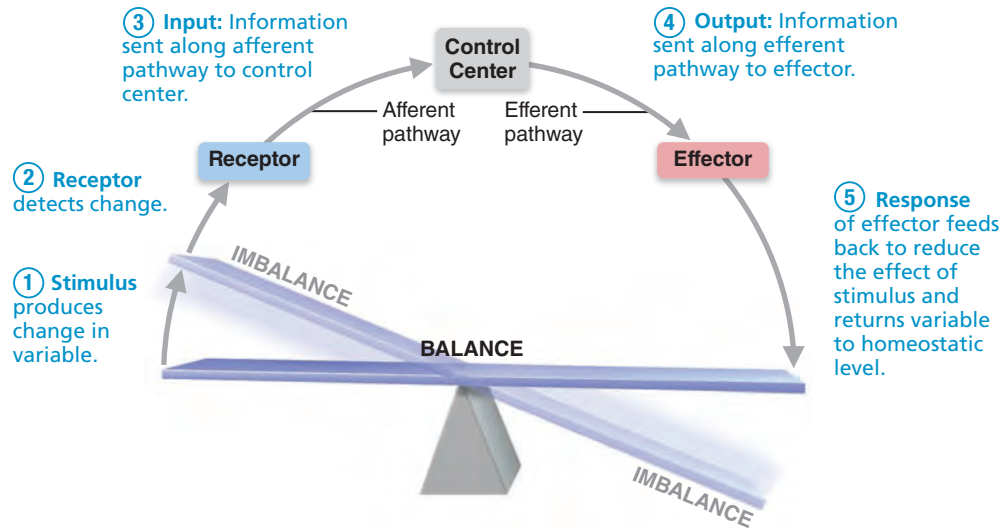 ③ Input: Information
sent along afferent
pathway to control
center.
Control
Center
④ Output: Information
sent along efferent
pathway to effector.
Afferent
pathway
Efferent
pathway
Receptor
Effector
② Receptor
detects change.
⑤ Response
of effector feeds
back to reduce
the effect of
stimulus and
returns variable
to homeostatic
level.
① Stimulus
produces
change in
variable.
IMBALANCE
BALANCE
IMBALANCE